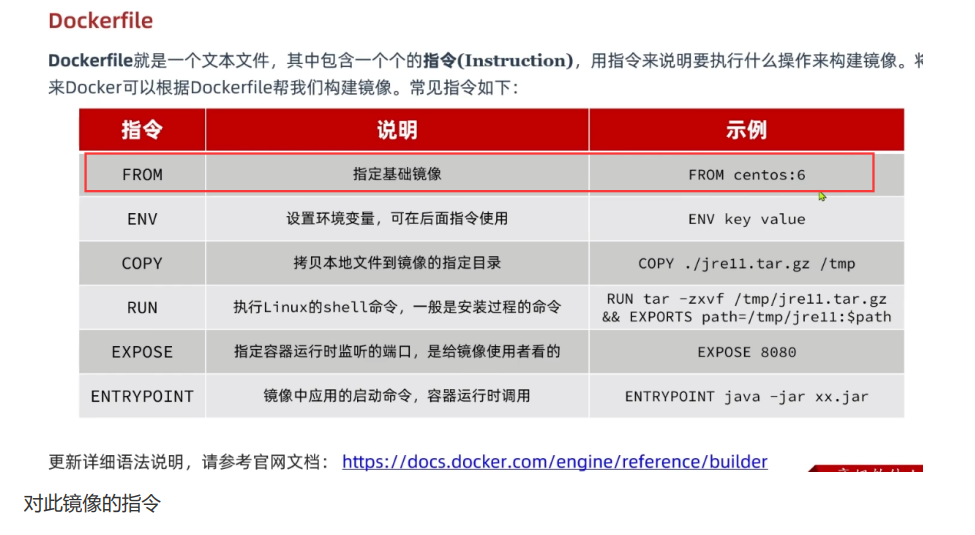 Dockerfile
Dockerfile就是一个文本文件，其中包含一个个的指令(Instruction)，用指令来说明要执行什么操作来构建镜像。将
来Docker可以根据Dockerfile帮我们构建镜像。常见指令如下：
指令 说明 示例
FROM 指定基础镜像 FROM centos:6
ENV 设置环境变量，可在后面指令使用 ENV key value
COPY 拷贝本地文件到镜像的指定目录 COPY ./jre11.tar.gz /tmp
RUN 执行Linux的shell命令，一般是安装过程的命令 RUN tar -zxvf /tmp/jre11.tar.gz
&& EXPORTS path=/tmp/jre11:$path
EXPOSE 指定容器运行时监听的端口，是给镜像使用者看的 EXPOSE 8080
ENTRYPOINT 镜像中应用的启动命令，容器运行时调用 ENTRYPOINT java -jar xx.jar
更新详细语法说明，请参考官网文档： https://docs.docker.com/engine/reference/builder
对此镜像的指令